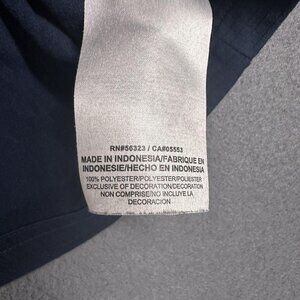 RN#56323 / CA#05553
MADE IN INDONESIA/FABRIQUE EN
INDONESIE/HECHO EN INDONESIA
100% POLYESTER/POLYESTER/POLIESTER
EXCLUSIVE OF DECORATION/DECORATION
NON COMPRISE/NO INCLUYE LA
DECORACION